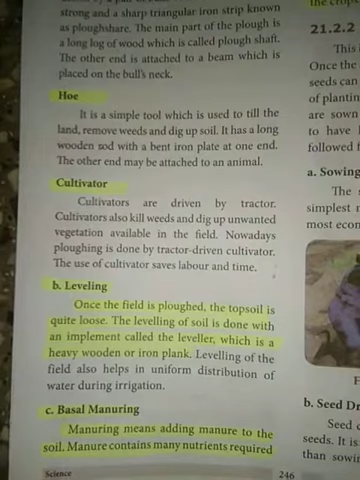 strong and a sharp triangular iron strip known
as ploughshare. The main part of the plough is
a long log of wood which is called plough shaft.
The other end is attached to a beam which is
placed on the bull's neck.
Hoe
It is a simple tool which is used to till the
land, remove weeds and dig up soil. It has a long
wooden rod with a bent iron plate at one end.
The other end may be attached to an animal.
Cultivator
Cultivators are driven by tractor.
Cultivators also kill weeds and dig up unwanted
vegetation available in the field. Nowadays
ploughing is done by tractor-driven cultivator.
The use of cultivator saves labour and time.
b. Leveling
Once the field is ploughed, the topsoil is
quite loose. The levelling of soil is done with
an implement called the leveller, which is a
heavy wooden or iron plank. Levelling of the
field also helps in uniform distribution of
water during irrigation.
c. Basal Manuring
Manuring means adding manure to the
soil. Manure contains many nutrients required
Science
246
the crops
21.2.2
This
Once the
seeds can
of plantin
are sown
to have
followed
a. Sowing
The
simplest
most econ
b. Seed Dr
Seed
seeds. It is
than sowin